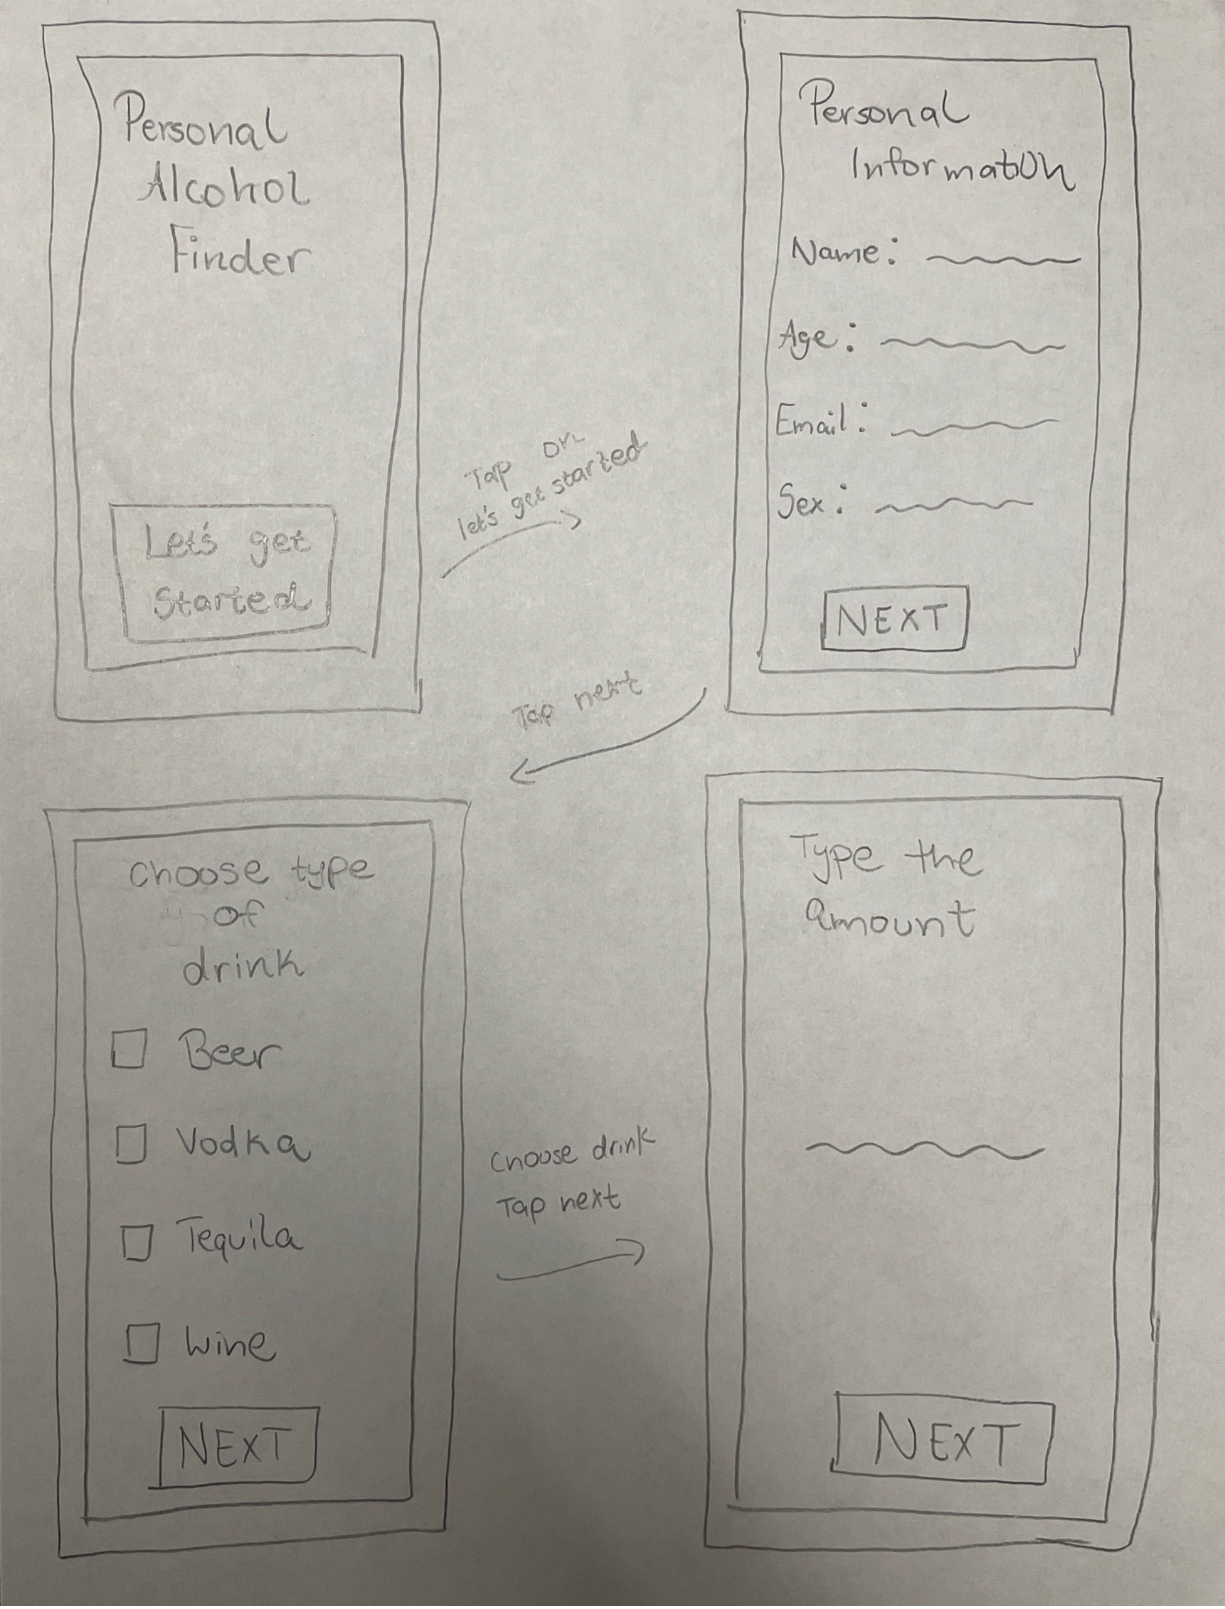 Personal
Alcohol
Finder
Let's get
Started
Tap on
let's get started
Personal
Information
Name:
Age:
Email:
Sex:
NEXT
Tap next
choose type
of
drink
Beer
Vodka
Tequila
Wine
NEXT
Choose drink
Tap next
Type the
amount
NEXT